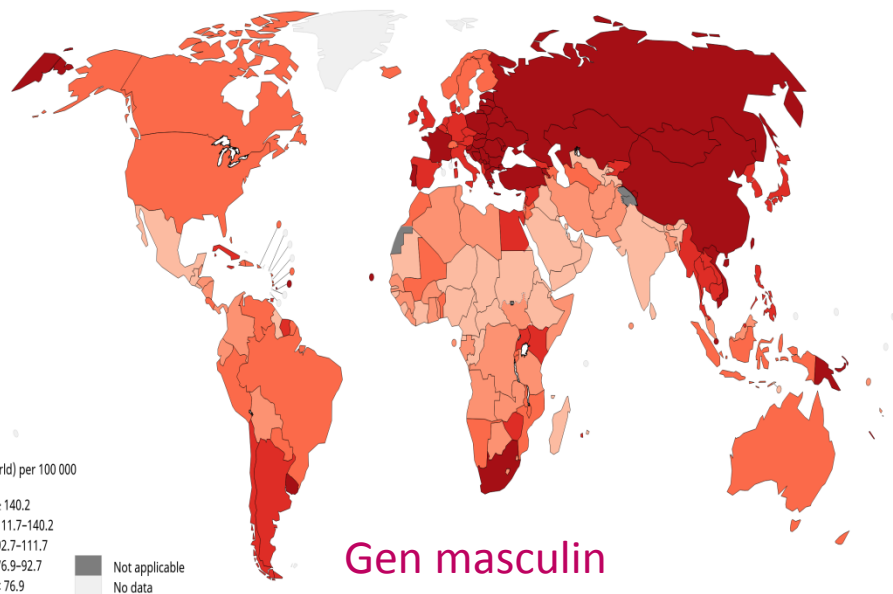 rld) per 100 000
≥ 140.2
11.7–140.2
92.7–111.7
76.9–92.7
< 76.9
Not applicable
No data
Gen masculin